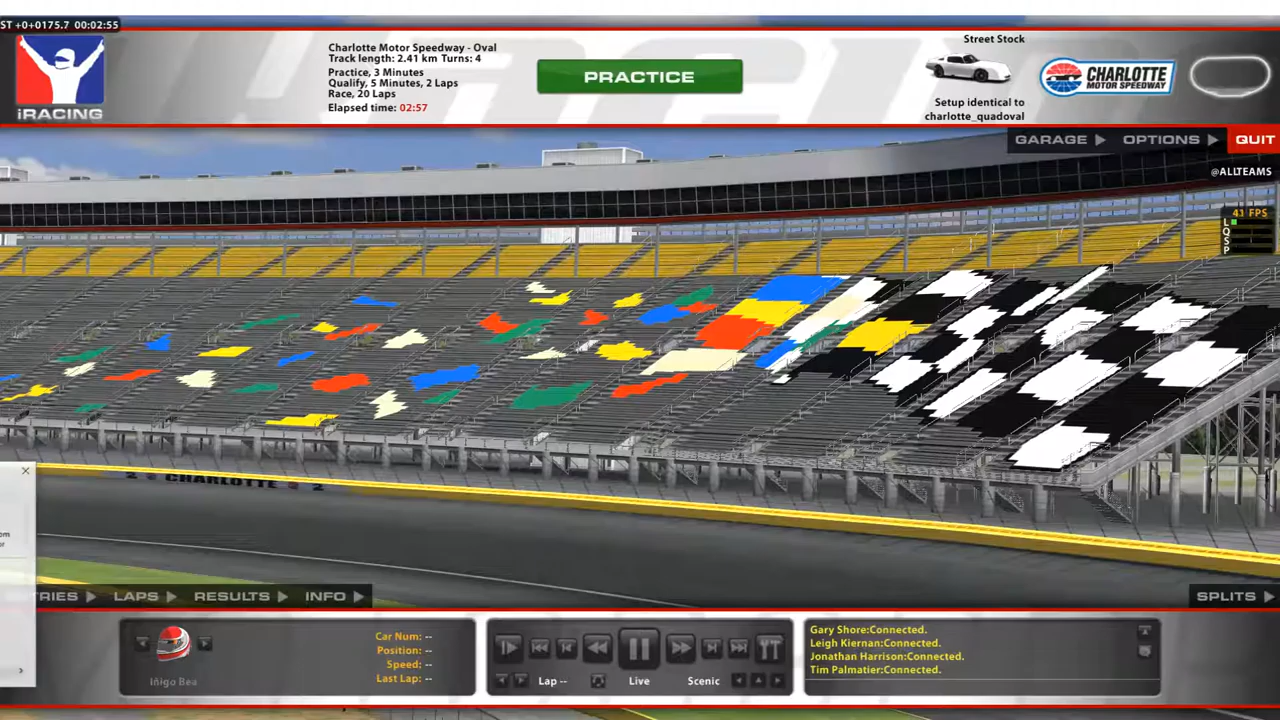 ST +0+0175.7 00:02:55
iRACING
Charlotte Motor Speedway - Oval
Track length: 2.41 km Turns: 4
Practice, 3 Minutes
Qualify, 5 Minutes, 2 Laps
Race, 20 Laps
Elapsed time: 02:57
PRACTICE
Street Stock
Setup identical to
charlotte_quadoval
CHARLOTTE
MOTOR SPEEDWAY
GARAGE
OPTIONS
QUIT
@ALLTEAMS
41 FPS
L
Q
S
P
CHARLOTTE
TRIES
LAPS
RESULTS
INFO
SPLITS
Iñigo Bea
Car Num: --
Position: --
Speed: --
Last Lap: --
Lap --
Live
Scenic
Gary Shore:Connected.
Leigh Kiernan:Connected.
Jonathan Harrison:Connected.
Tim Palmatier:Connected.